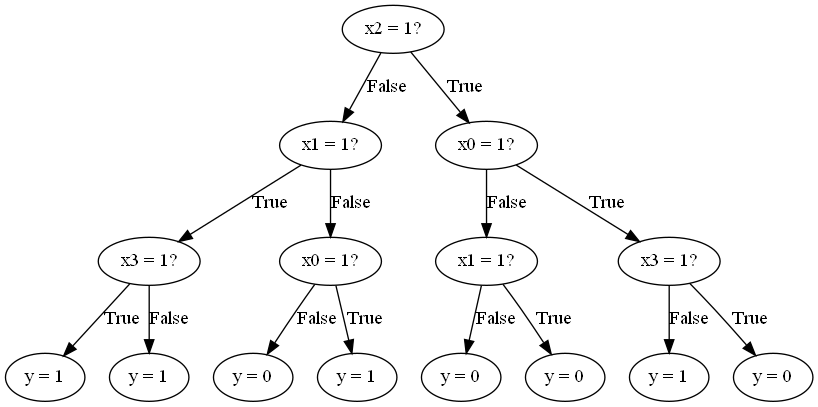 x2 = 1?
False
True
x1 = 1?
x0 = 1?
True
False
False
True
x3 = 1?
x0 = 1?
x1 = 1?
x3 = 1?
True
False
False
True
False
True
False
True
y = 1
y = 1
y = 0
y = 1
y = 0
y = 0
y = 1
y = 0